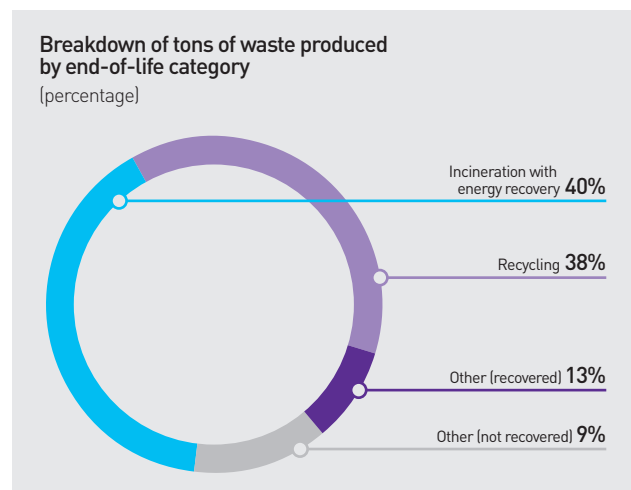 Breakdown of tons of waste produced
by end-of-life category
(percentage)
Incineration with
energy recovery 40%
Recycling 38%
Other (recovered) 13%
Other (not recovered) 9%